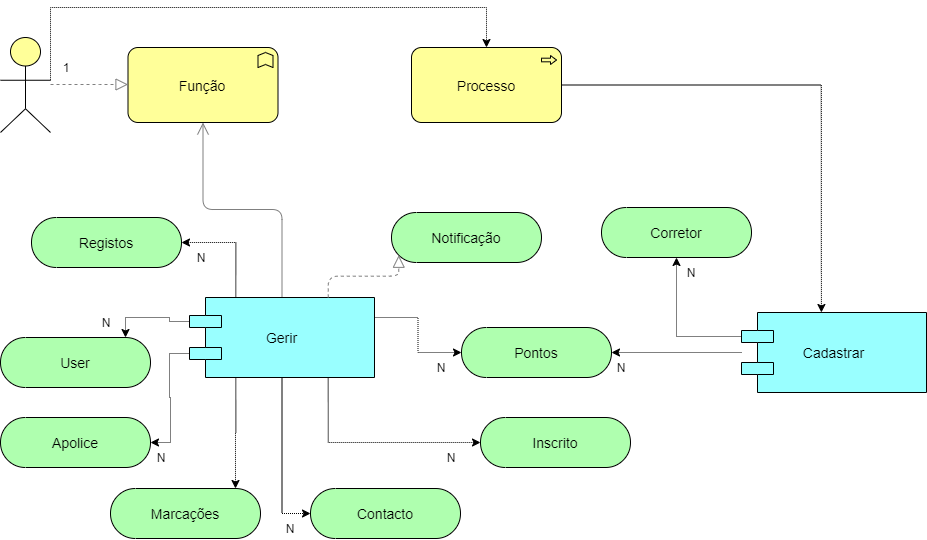 1
Função
Processo
Registos
N
Notificação
Corretor
N
N
User
Gerir
Pontos
N
N
Cadastrar
Apolice
N
Inscrito
N
Marcações
Contacto
N